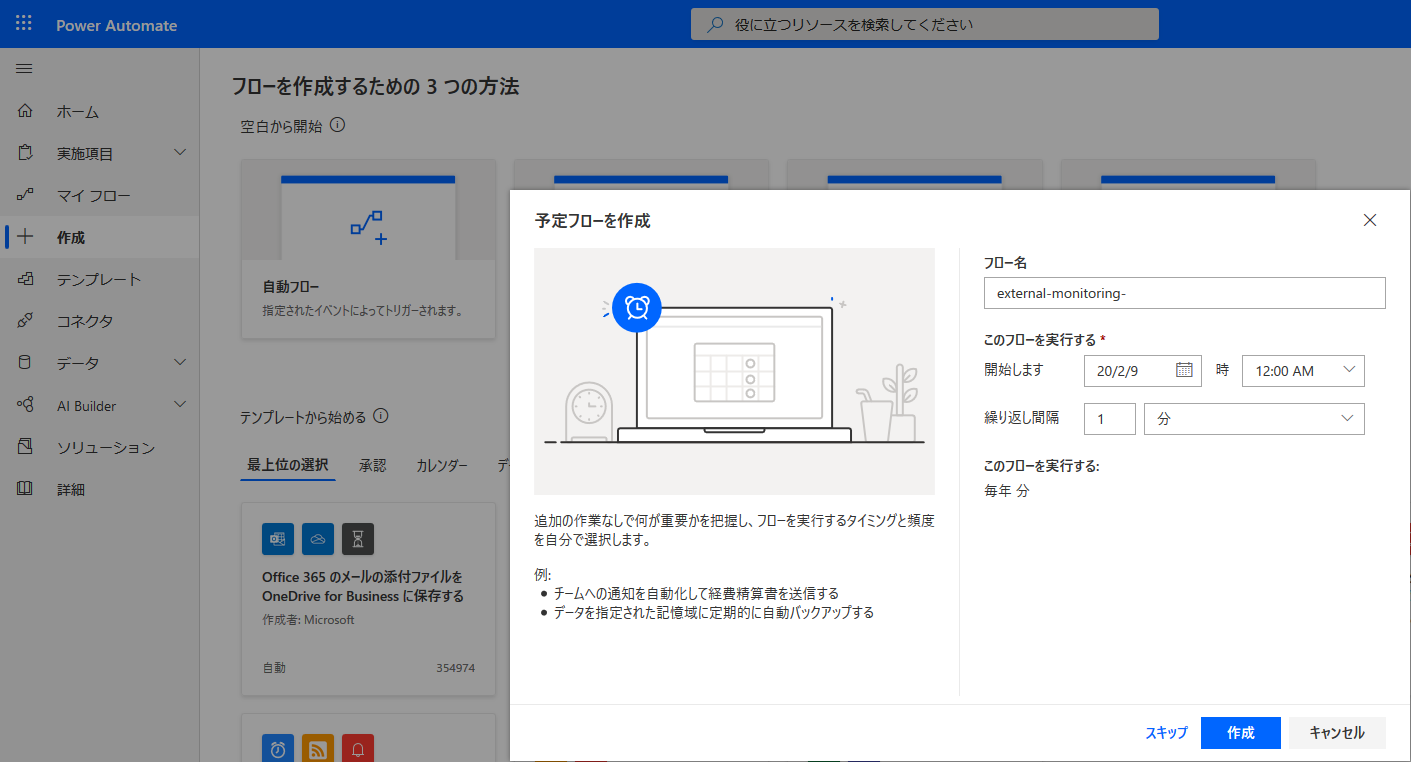 Power Automate
役に立つリソースを検索してください
ホーム
実施項目
マイ フロー
作成
テンプレート
コネクタ
データ
AI Builder
ソリューション
詳細
フローを作成するための 3 つの方法
空白から開始
自動フロー
指定されたイベントによってトリガーされます。
テンプレートから始める
最上位の選択
承認
カレンダー
デ
Office 365 のメールの添付ファイルを
OneDrive for Business に保存する
作成者: Microsoft
自動
354974
予定フローを作成
追加の作業なしで何が重要かを把握し、フローを実行するタイミングと頻度
を自分で選択します。
例:
● チームへの通知を自動化して経費精算書を送信する
● データを指定された記憶域に定期的に自動バックアップする
フロー名
external-monitoring-
このフローを実行する *
開始します
20/2/9
時
12:00 AM
繰り返し間隔
1
分
このフローを実行する:
毎年 分
スキップ
作成
キャンセル